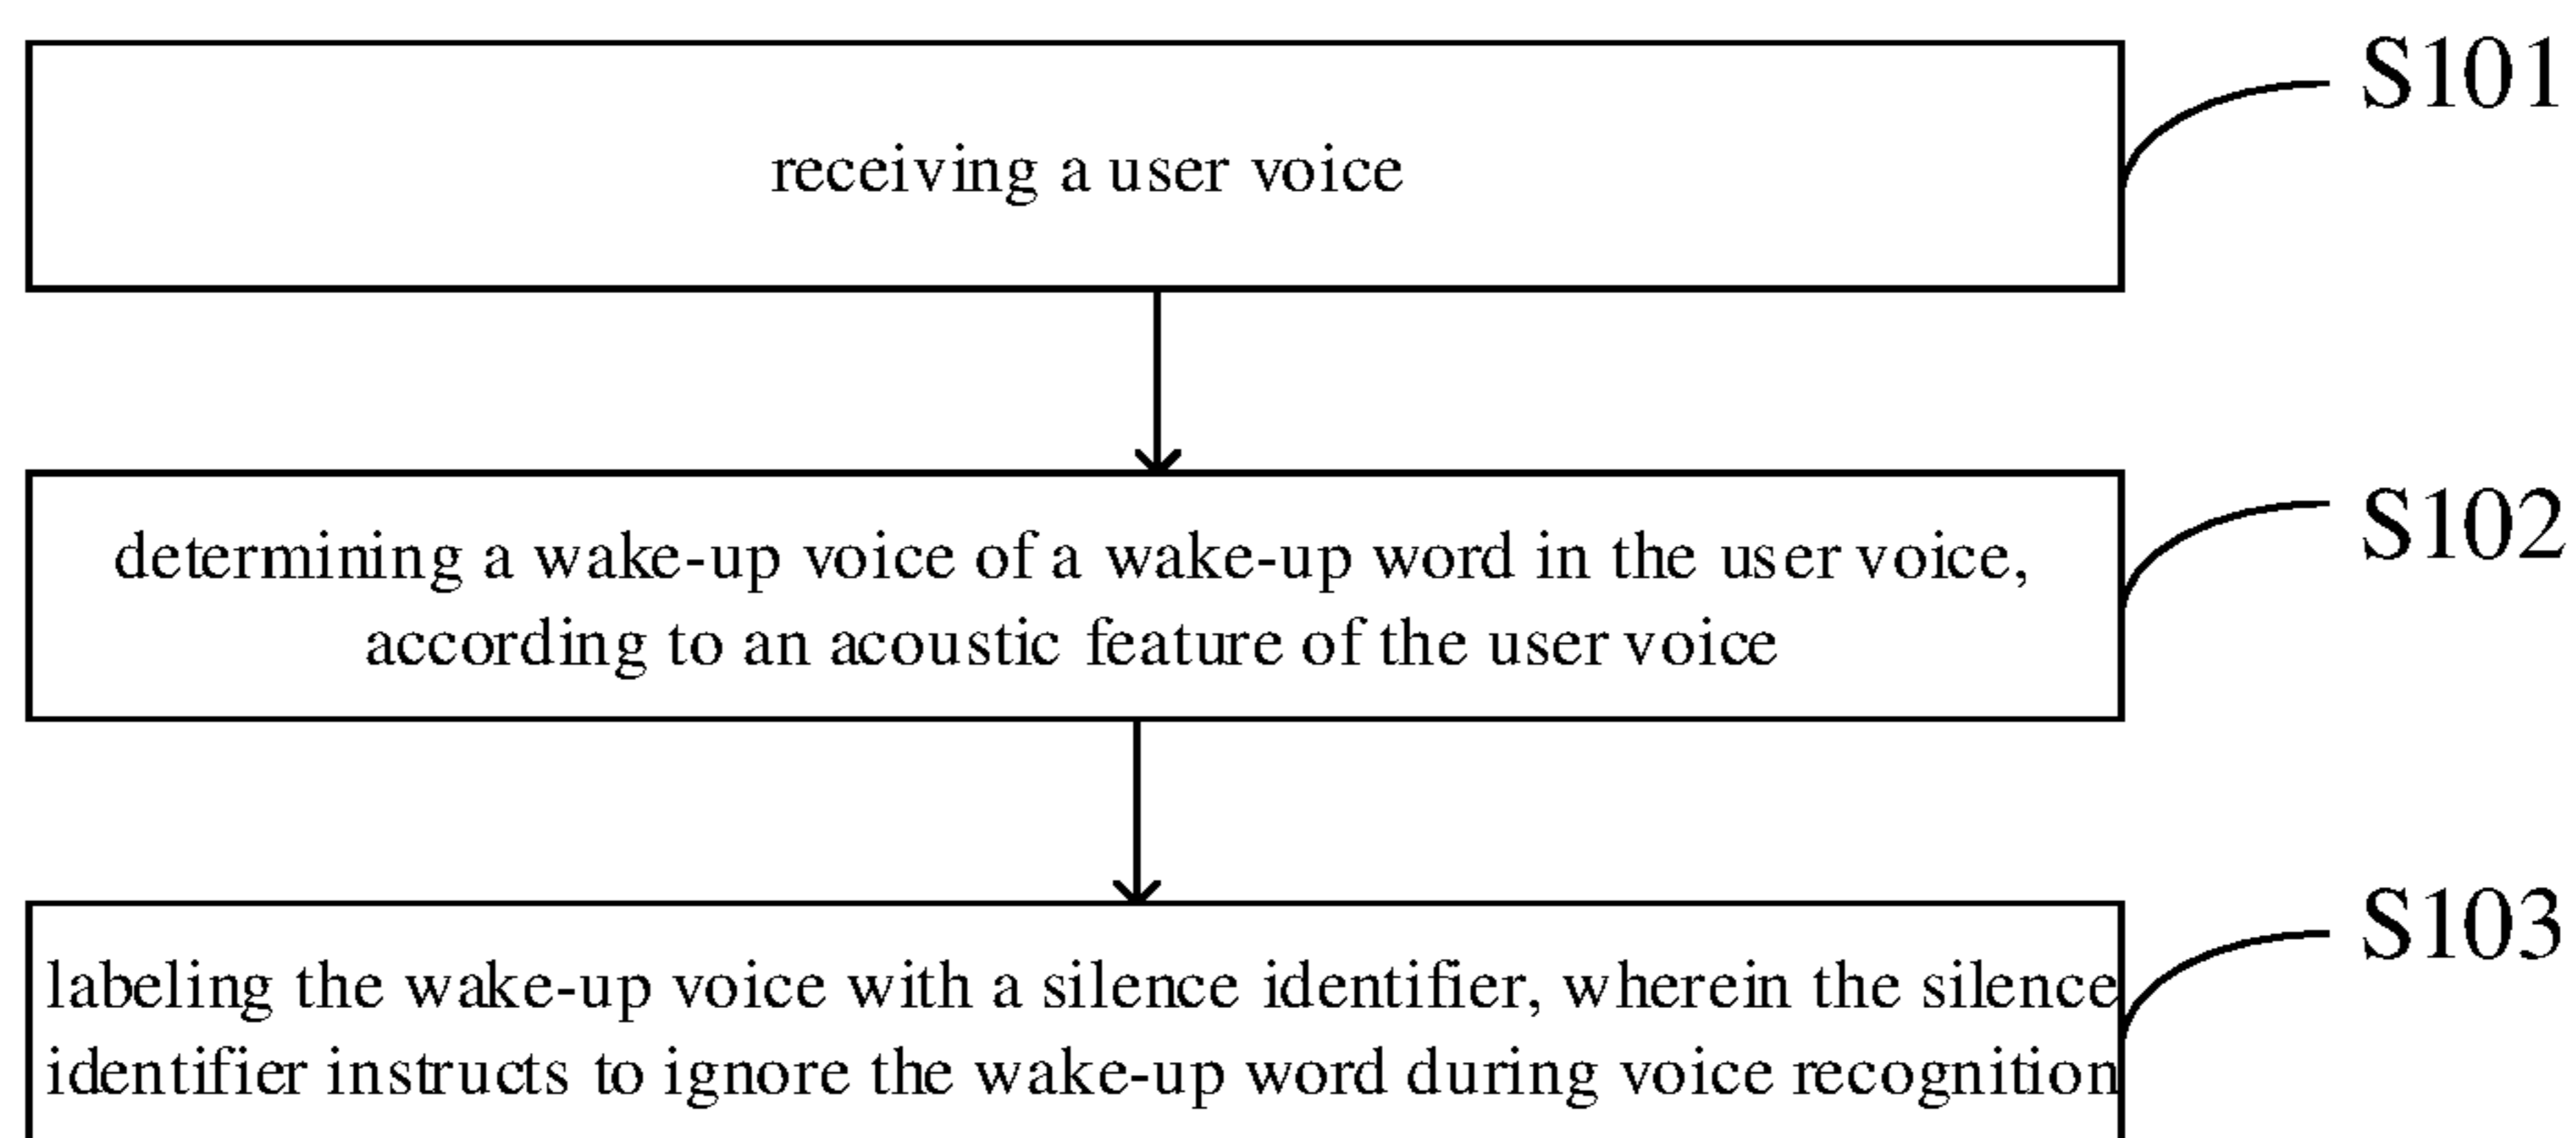 S101
receiving a user voice
S102
determining a wake-up voice of a wake-up word in the user voice,
according to an acoustic feature of the user voice
S103
labeling the wake-up voice with a silence identifier, wherein the silence
identifier instructs to ignore the wake-up word during voice recognition